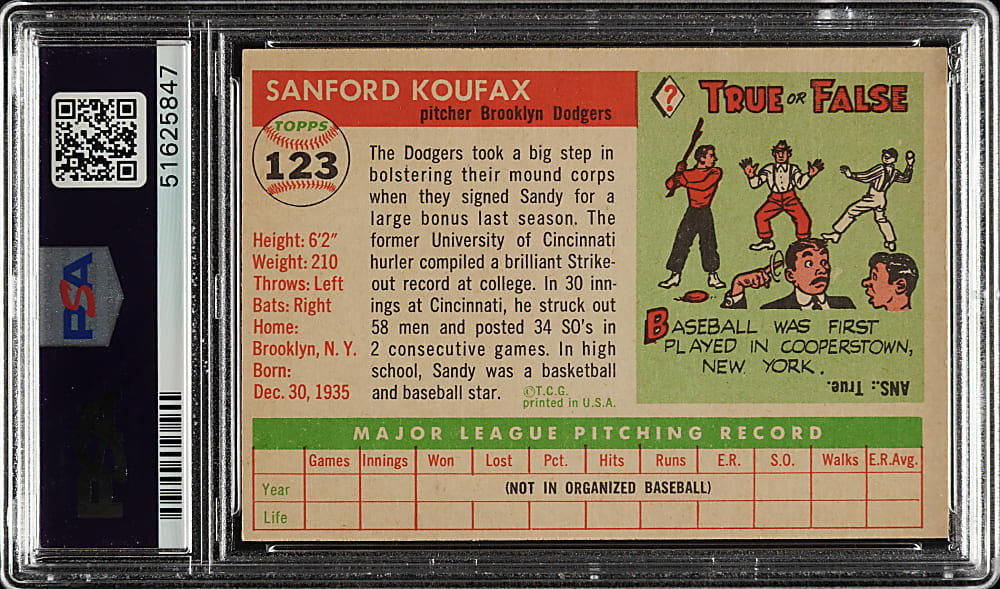 51625847
PSA
PSA
SANFORD KOUFAX
pitcher Brooklyn Dodgers
TOPPS
123
Height: 6'2"
Weight: 210
Throws: Left
Bats: Right
Home:
Brooklyn, N. Y.
Born:
Dec. 30, 1935
The Dodgers took a big step in
bolstering their mound corps
when they signed Sandy for a
large bonus last season. The
former University of Cincinnati
hurler compiled a brilliant Strike-
out record at college. In 30 inn-
ings at Cincinnati, he struck out
58 men and posted 34 SO's in
2 consecutive games. In high
school, Sandy was a basketball
and baseball star.
©T.C.G.
printed in U.S.A.
? TRUE OR FALSE
BASEBALL WAS FIRST
PLAYED IN COOPERSTOWN,
NEW YORK.
ANS.: True.
MAJOR LEAGUE PITCHING RECORD
Games Innings Won Lost Pct. Hits Runs E.R. S.O. Walks E.R.Avg.
Year (NOT IN ORGANIZED BASEBALL)
Life